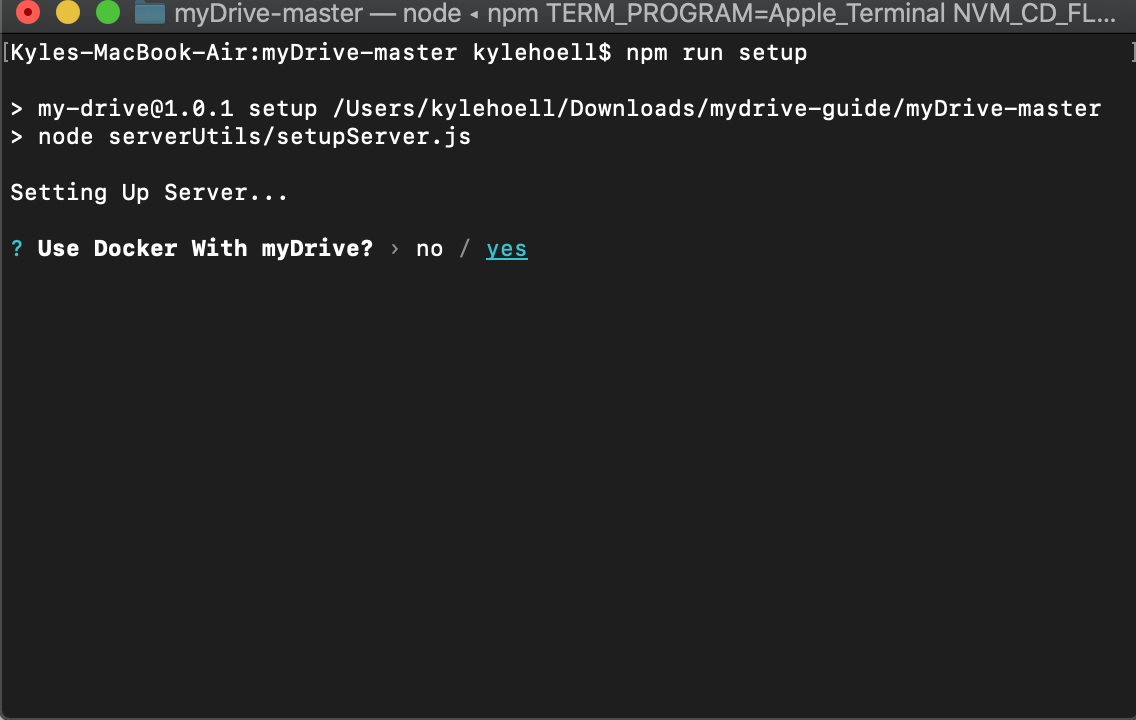 myDrive-master — node ◂ npm TERM_PROGRAM=Apple_Terminal NVM_CD_FL...
[Kyles-MacBook-Air:myDrive-master kylehoell$ npm run setup ]
> my-drive@1.0.1 setup /Users/kylehoell/Downloads/mydrive-guide/myDrive-master
> node serverUtils/setupServer.js
Setting Up Server...
? Use Docker With myDrive? › no / yes